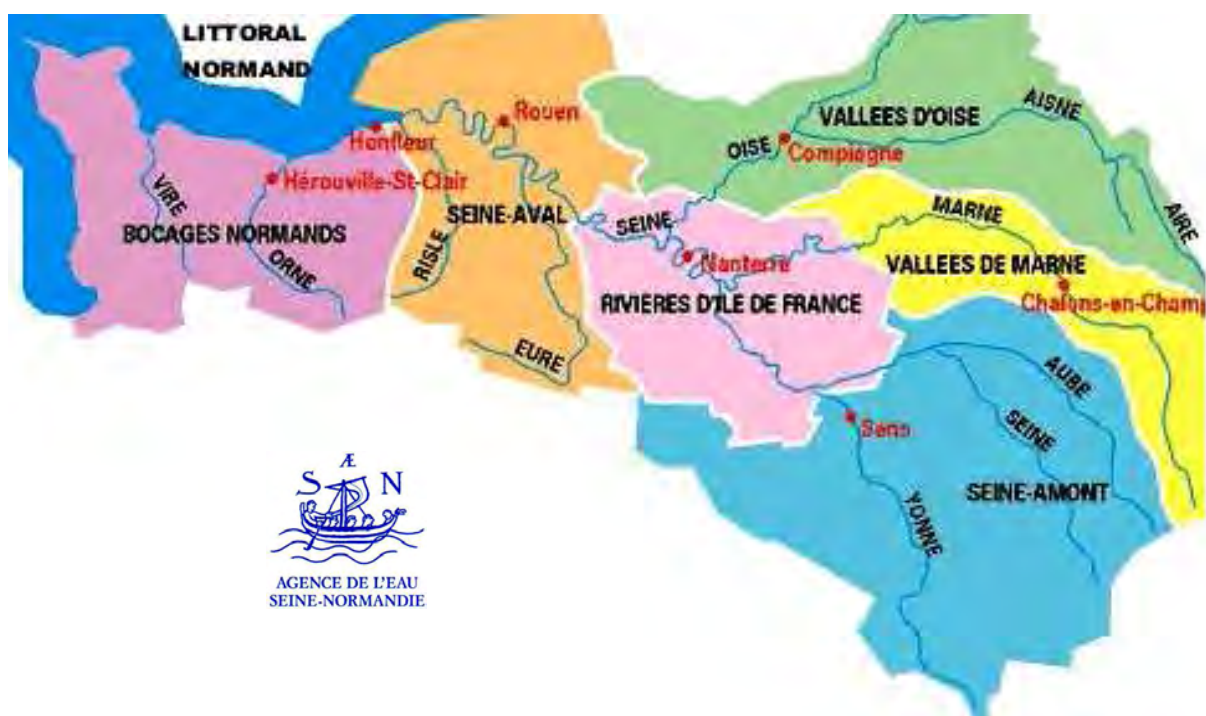 LITTORAL
NORMAND
Rouen
Honfleur
Hérouville-St-Clair
VIRE
BOCAGES NORMANDS
ORNE
RISLE
SEINE-AVAL
EURE
VALLEES D'OISE
AISNE
OISE
Compiègne
AIRE
SEINE
MARNE
Nanterre
VALLEES DE MARNE
RIVIERES D'ILE DE FRANCE
Chalons-en-Champ
AUBE
SEINE
Sens
SEINE-AMONT
YONNE
Æ
S N
AGENCE DE L'EAU
SEINE-NORMANDIE